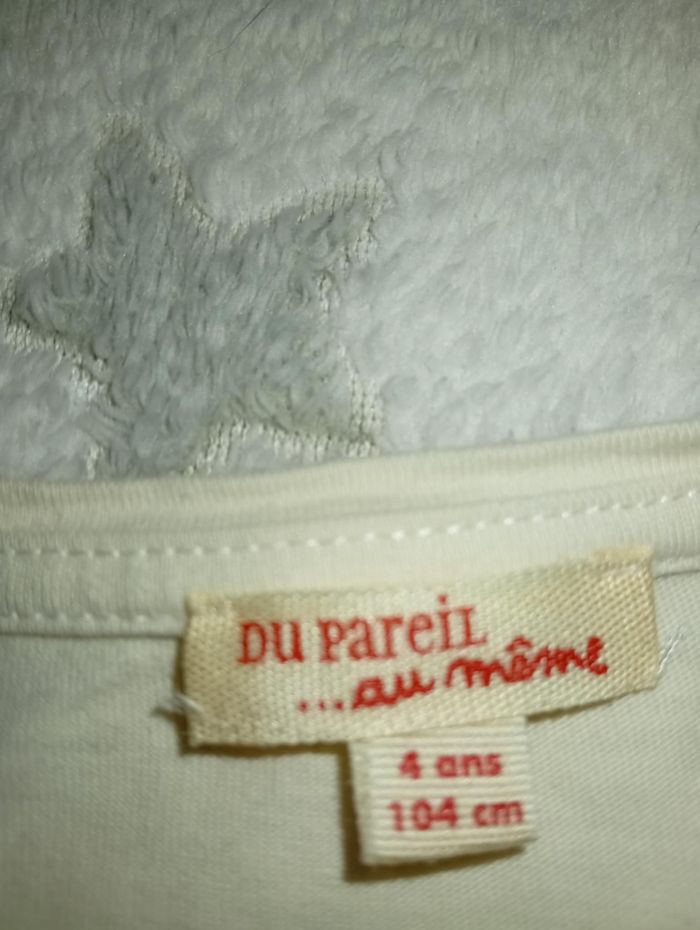 DU PAREIL
...au même
4 ans
104 cm